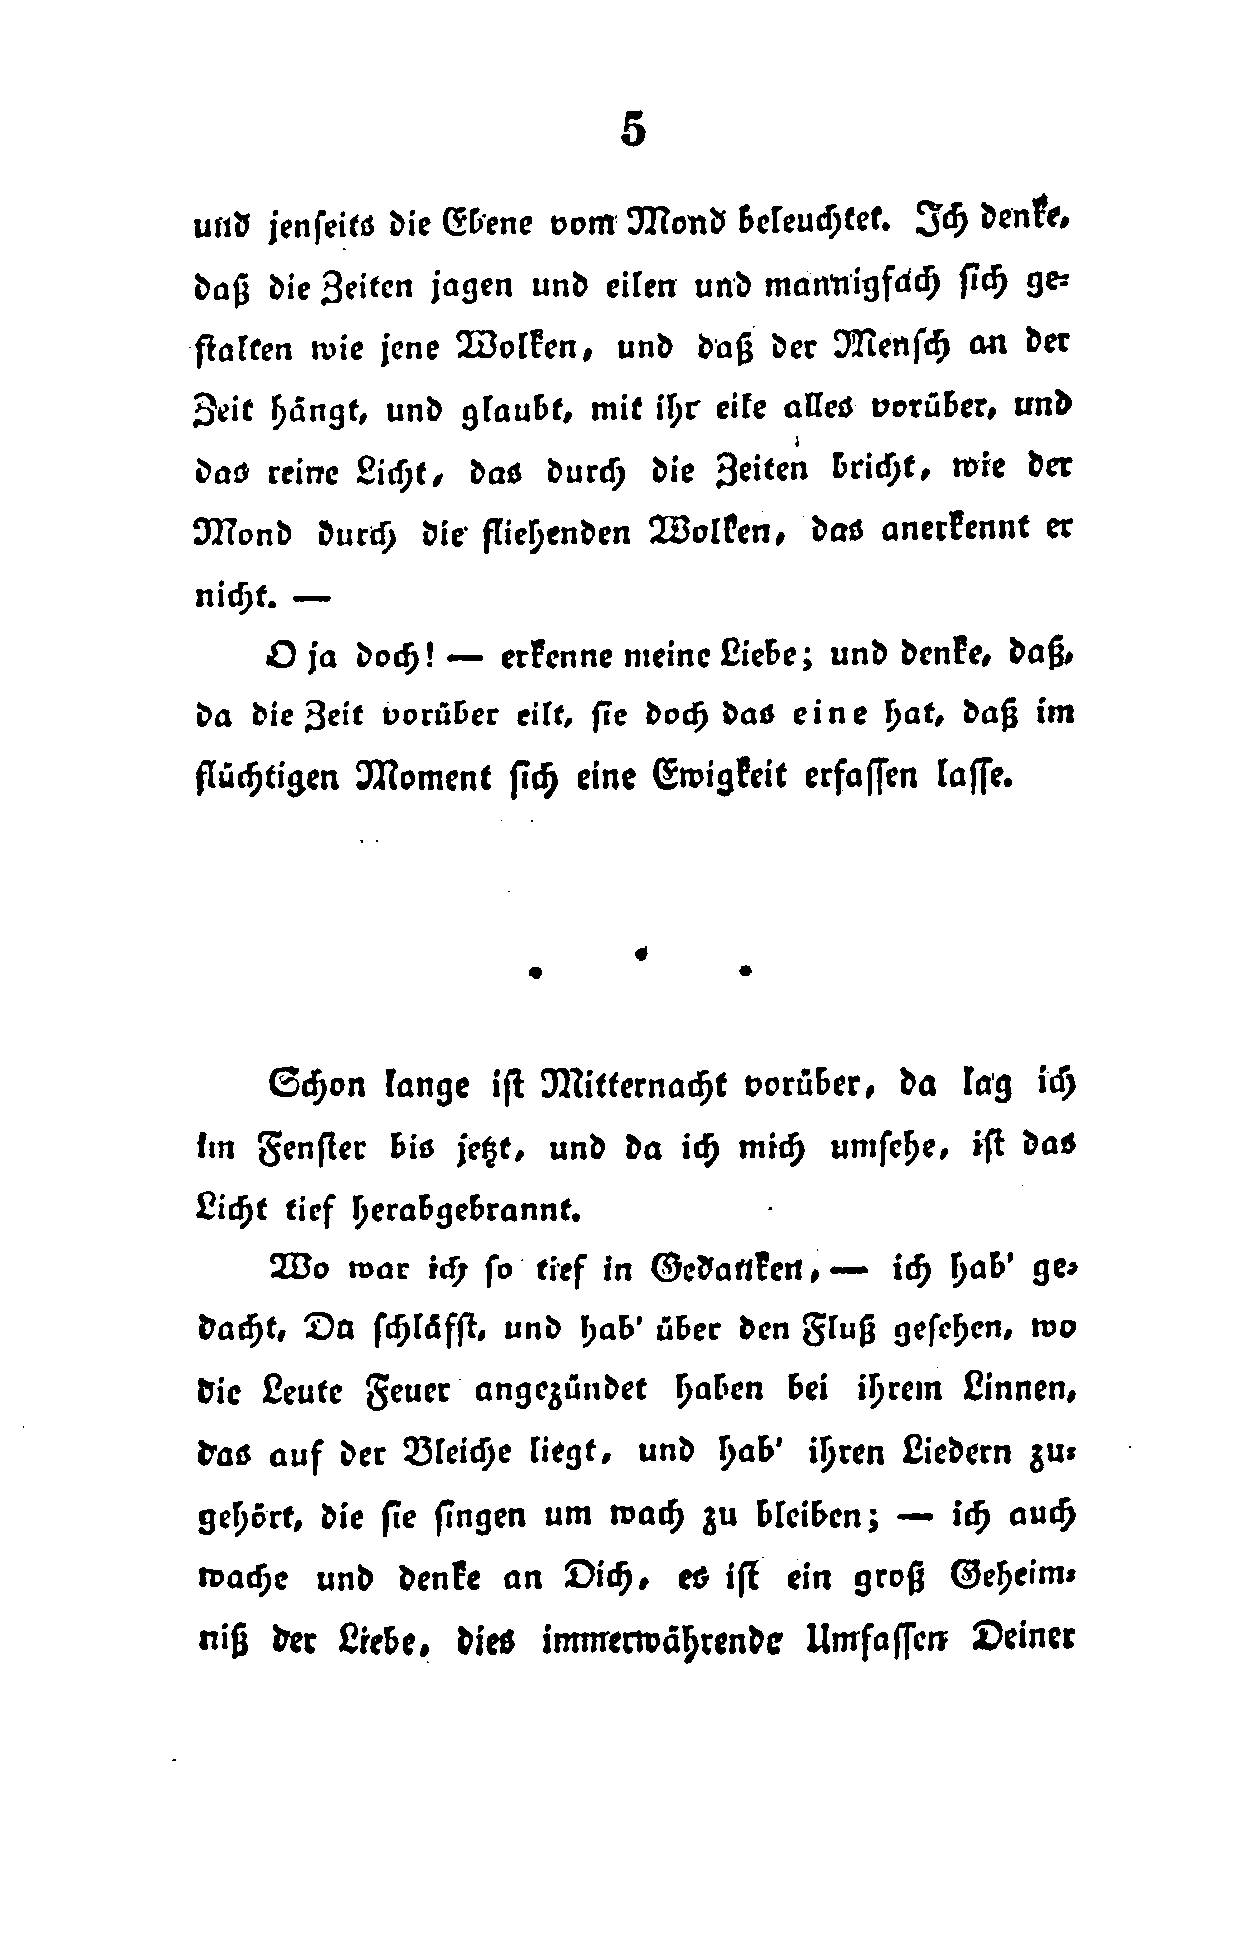 5
und jenseits die Ebene vom Mond beleuchtet. Ich denke,
daß die Zeiten jagen und eilen und mannigfach sich ge-
stalten wie jene Wolken, und daß der Mensch an der
Zeit hängt, und glaubt, mit ihr eile alles vorüber, und
das reine Licht, das durch die Zeiten bricht, wie der
Mond durch die fliehenden Wolken, das anerkennt er
nicht. —
O ja doch! — erkenne meine Liebe; und denke, daß,
da die Zeit vorüber eilt, sie doch das eine hat, daß im
flüchtigen Moment sich eine Ewigkeit erfassen lasse.
Schon lange ist Mitternacht vorüber, da lag ich
im Fenster bis jetzt, und da ich mich umsehe, ist das
Licht tief herabgebrannt.
Wo war ich so tief in Gedanken, — ich hab' ge-
dacht, Du schläfst, und hab' über den Fluß gesehen, wo
die Leute Feuer angezündet haben bei ihrem Linnen,
das auf der Bleiche liegt, und hab' ihren Liedern zu-
gehört, die sie singen um wach zu bleiben; — ich auch
wache und denke an Dich, es ist ein groß Geheim-
niß der Liebe, dies immerwährende Umfassen Deiner